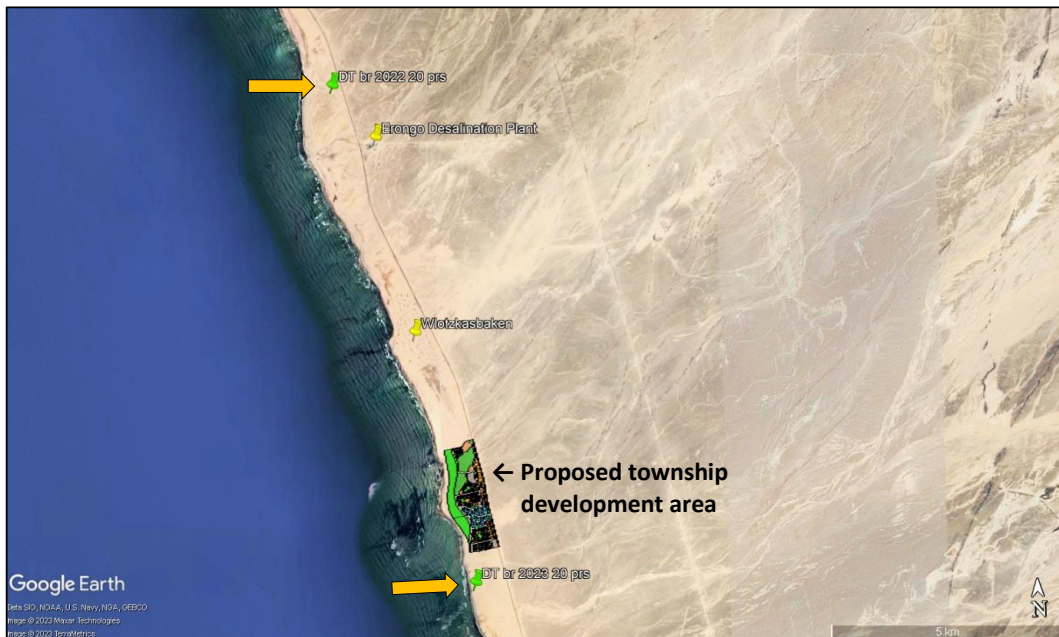 DT br 2022 20 prs
Erongo Desalination Plant
Wlotzkasbaken
← Proposed township
development area
DT br 2023 20 prs
Google Earth
Data SIO, NOAA, U.S. Navy, NGA, GEBCO
Image © 2023 Maxar Technologies
Image © 2023 TerraMetrics
N
5 km